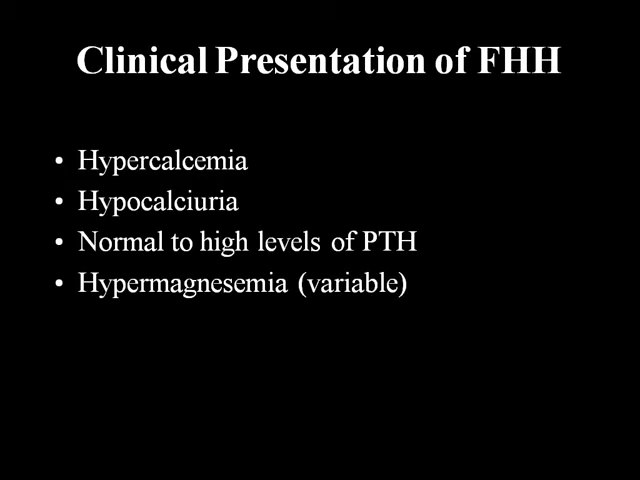 Clinical Presentation of FHH
• Hypercalcemia
• Hypocalciuria
• Normal to high levels of PTH
• Hypermagnesemia (variable)